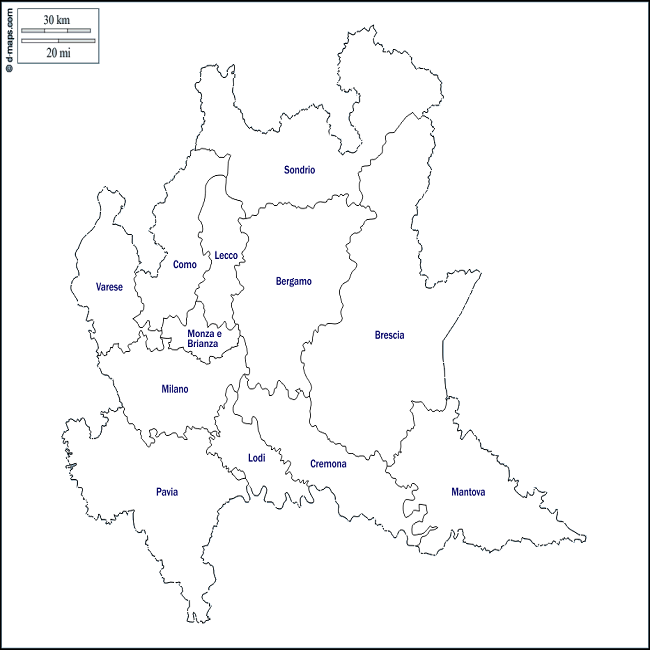 © d-maps.com
30 km
20 mi
Sondrio
Lecco
Como
Bergamo
Varese
Brescia
Monza e
Brianza
Milano
Lodi
Cremona
Pavia
Mantova